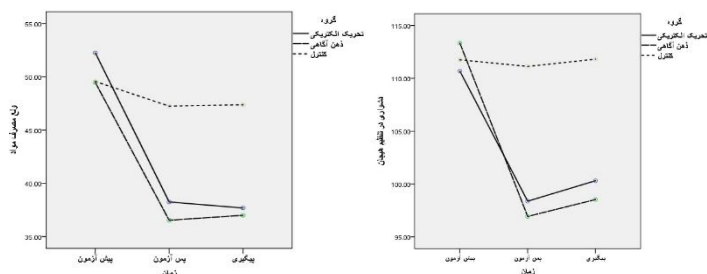 گروه
تحریک الکتریکی
ذهن آگاهی
کنترل
55.00
50.00
45.00
40.00
35.00
ولع مصرف مواد
پیش آزمون
پس آزمون
پیگیری
زمان
گروه
تحریک الکتریکی
ذهن آگاهی
کنترل
115.00
110.00
105.00
100.00
95.00
دشواری در تنظیم هیجان
پیش آزمون
پس آزمون
پیگیری
زمان